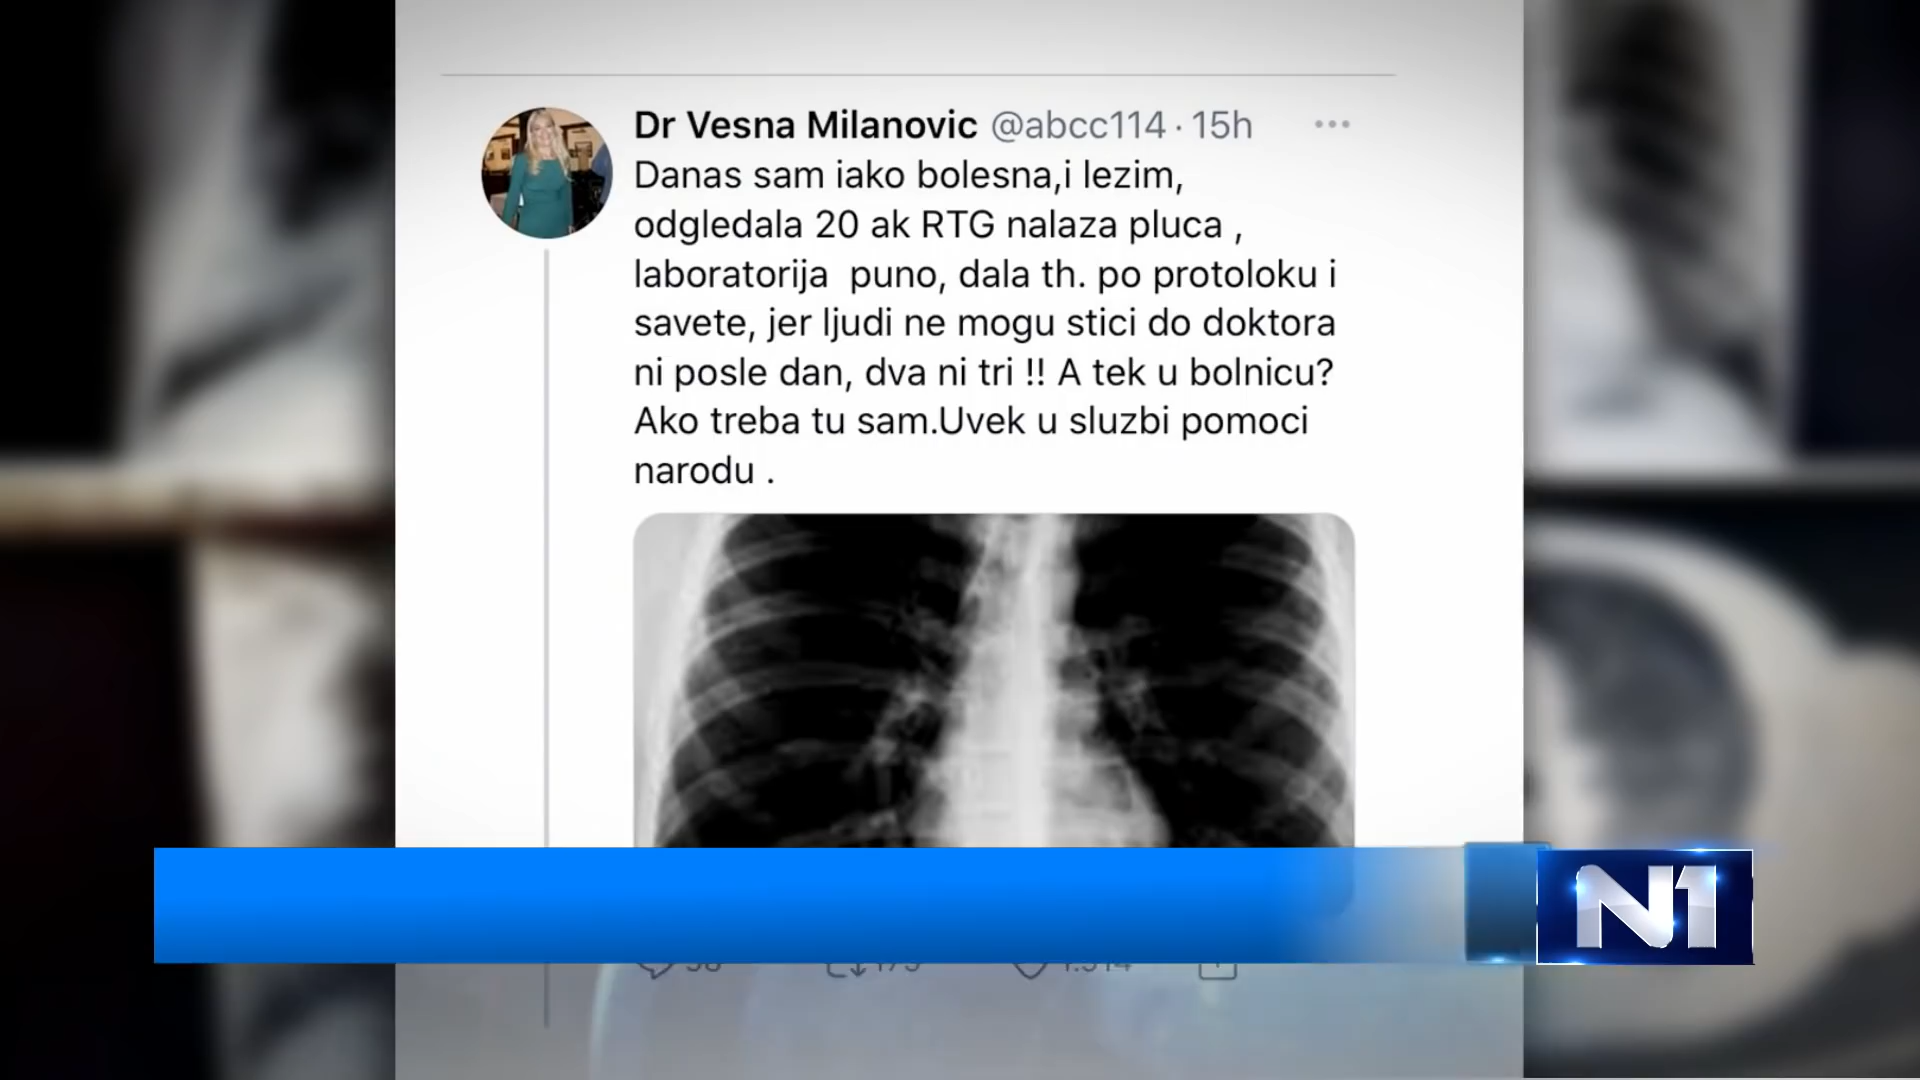 Dr Vesna Milanovic @abcc114 · 15h
Danas sam iako bolesna,i lezim,
odgledala 20 ak RTG nalaza pluca ,
laboratorija  puno, dala th. po protoloku i
savete, jer ljudi ne mogu stici do doktora
ni posle dan, dva ni tri !! A tek u bolnicu?
Ako treba tu sam.Uvek u sluzbi pomoci
narodu .
N1